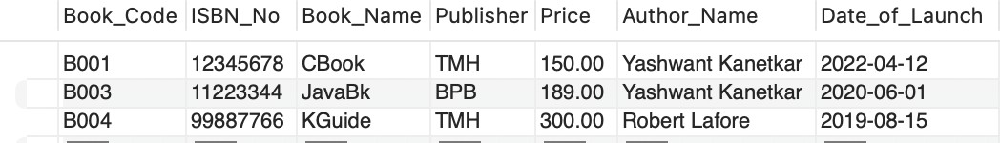 Book_Code ISBN_No Book_Name Publisher Price Author_Name Date_of_Launch
B001 12345678 CBook TMH 150.00 Yashwant Kanetkar 2022-04-12
B003 11223344 JavaBk BPB 189.00 Yashwant Kanetkar 2020-06-01
B004 99887766 KGuide TMH 300.00 Robert Lafore 2019-08-15